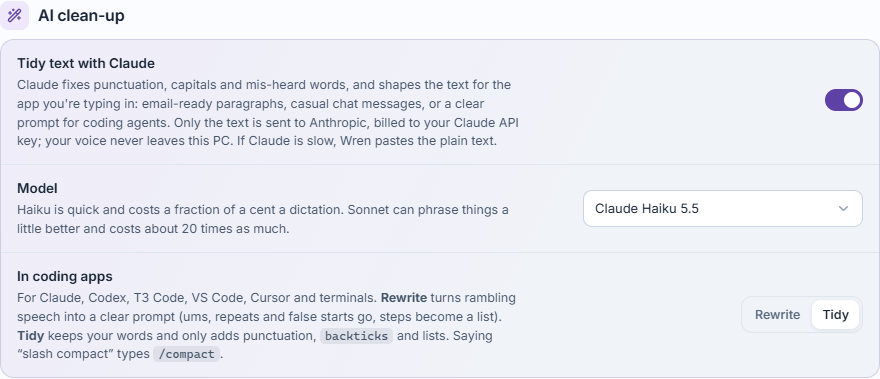 AI clean-up
Tidy text with Claude
Claude fixes punctuation, capitals and mis-heard words, and shapes the text for the
app you're typing in: email-ready paragraphs, casual chat messages, or a clear
prompt for coding agents. Only the text is sent to Anthropic, billed to your Claude API
key; your voice never leaves this PC. If Claude is slow, Wren pastes the plain text.
Model
Haiku is quick and costs a fraction of a cent a dictation. Sonnet can phrase things a
little better and costs about 20 times as much.
Claude Haiku 5.5
In coding apps
For Claude, Codex, T3 Code, VS Code, Cursor and terminals. Rewrite turns rambling
speech into a clear prompt (ums, repeats and false starts go, steps become a list).
Tidy keeps your words and only adds punctuation, backticks and lists. Saying
“slash compact” types /compact.
Rewrite Tidy